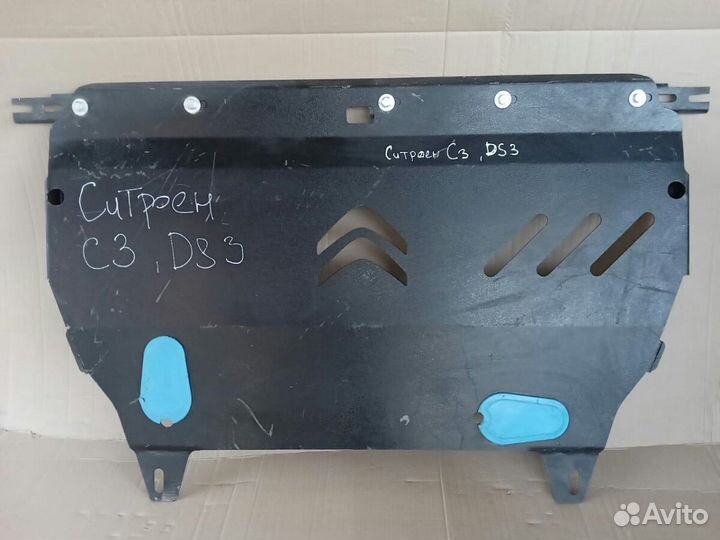 Ситроен С3, DS3
Ситроен
С3, DS3
Avito